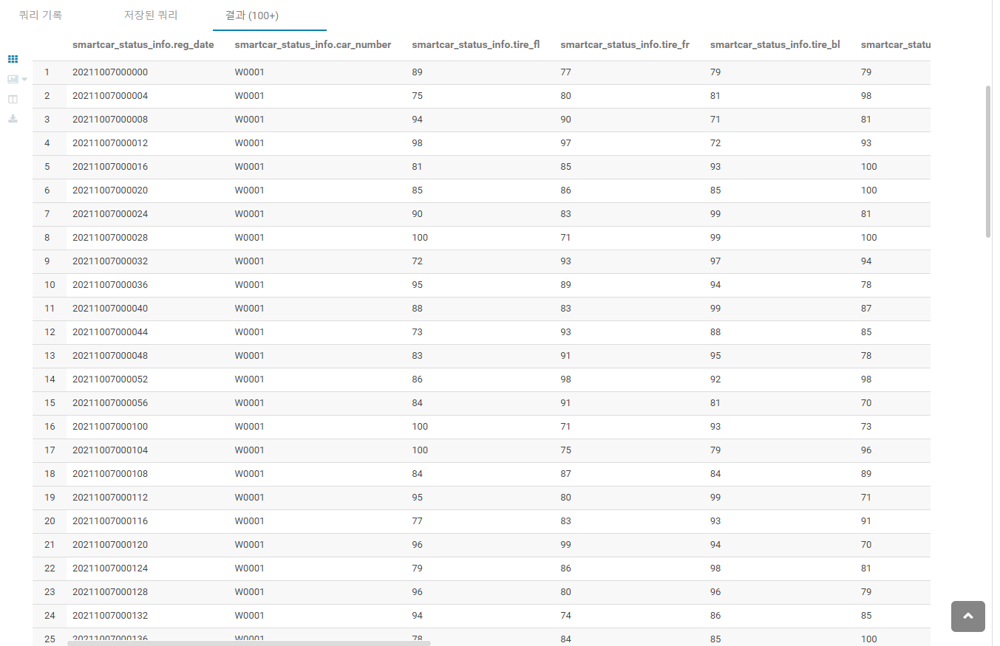 쿼리 기록 저장된 쿼리 결과 (100+)
smartcar_status_info.reg_date smartcar_status_info.car_number smartcar_status_info.tire_fl smartcar_status_info.tire_fr smartcar_status_info.tire_bl smartcar_statu
1 20211007000000 W0001 89 77 79 79
2 20211007000004 W0001 75 80 81 98
3 20211007000008 W0001 94 90 71 81
4 20211007000012 W0001 98 97 72 93
5 20211007000016 W0001 81 85 93 100
6 20211007000020 W0001 85 86 85 100
7 20211007000024 W0001 90 83 99 81
8 20211007000028 W0001 100 71 99 100
9 20211007000032 W0001 72 93 97 94
10 20211007000036 W0001 95 89 94 78
11 20211007000040 W0001 88 83 99 87
12 20211007000044 W0001 73 93 88 85
13 20211007000048 W0001 83 91 95 78
14 20211007000052 W0001 86 98 92 98
15 20211007000056 W0001 84 91 81 70
16 20211007000100 W0001 100 71 93 73
17 20211007000104 W0001 100 75 79 96
18 20211007000108 W0001 84 87 84 89
19 20211007000112 W0001 95 80 99 71
20 20211007000116 W0001 77 83 93 91
21 20211007000120 W0001 96 99 94 70
22 20211007000124 W0001 79 86 98 81
23 20211007000128 W0001 96 80 96 79
24 20211007000132 W0001 94 74 86 85
25 20211007000136 W0001 78 84 85 100